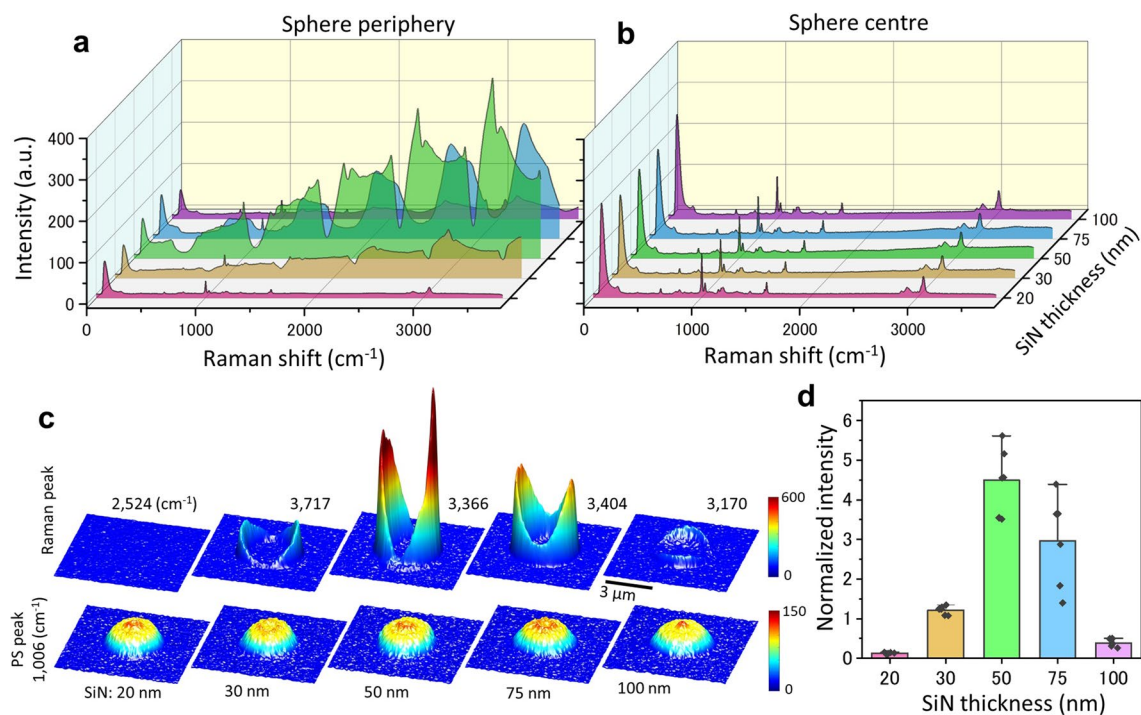 a
Sphere periphery
Intensity (a.u.)
400
300
200
100
0
0
1000
2000
3000
Raman shift (cm⁻¹)
b
Sphere centre
0
1000
2000
3000
Raman shift (cm⁻¹)
100
75
50
30
20
SiN thickness (nm)
c
Raman peak
2,524 (cm⁻¹)
3,717
3,366
3,404
3,170
600
0
3 μm
PS peak
1,006 (cm⁻¹)
150
0
SiN: 20 nm
30 nm
50 nm
75 nm
100 nm
d
Normalized intensity
6
5
4
3
2
1
0
20
30
50
75
100
SiN thickness (nm)